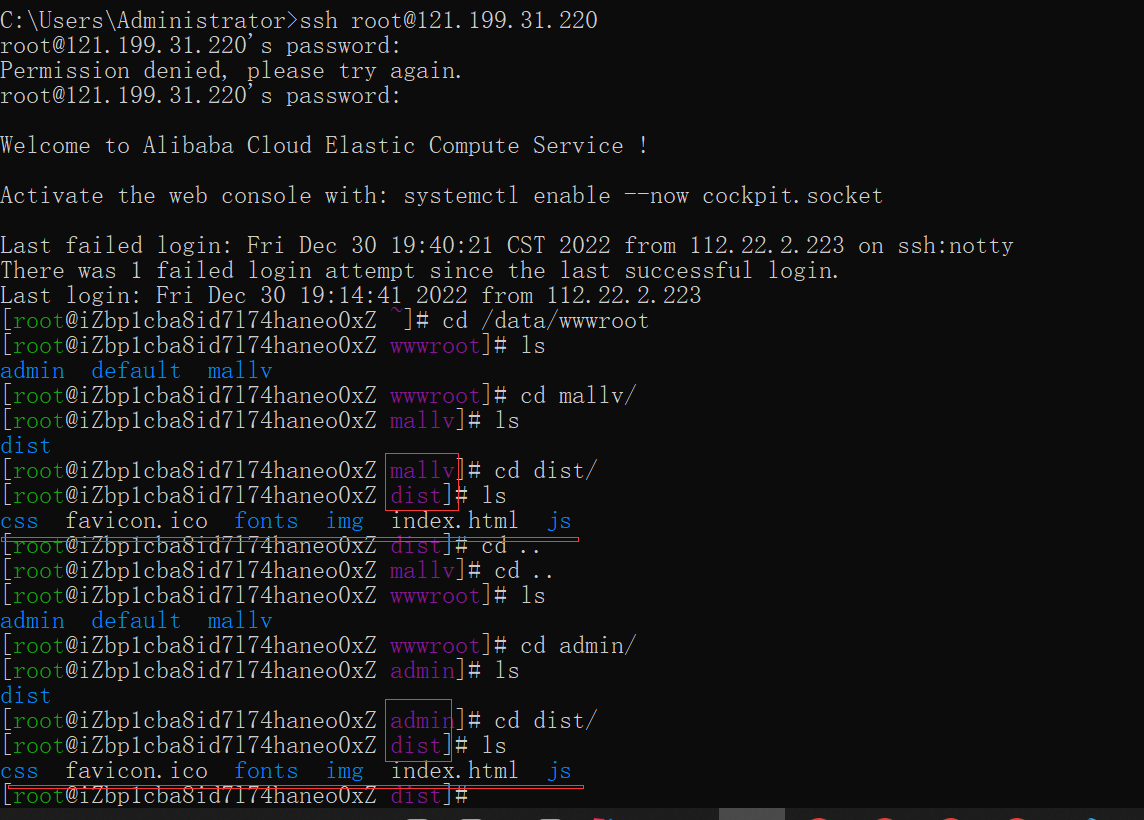 C:\Users\Administrator>ssh root@121.199.31.220
root@121.199.31.220's password:
Permission denied, please try again.
root@121.199.31.220's password:
Welcome to Alibaba Cloud Elastic Compute Service !
Activate the web console with: systemctl enable --now cockpit.socket
Last failed login: Fri Dec 30 19:40:21 CST 2022 from 112.22.2.223 on ssh:notty
There was 1 failed login attempt since the last successful login.
Last login: Fri Dec 30 19:14:41 2022 from 112.22.2.223
[root@iZbp1cba8id7l74haneo0xZ ~]# cd /data/wwwroot
[root@iZbp1cba8id7l74haneo0xZ wwwroot]# ls
admin  default  mallv
[root@iZbp1cba8id7l74haneo0xZ wwwroot]# cd mallv/
[root@iZbp1cba8id7l74haneo0xZ mallv]# ls
dist
[root@iZbp1cba8id7l74haneo0xZ mallv]# cd dist/
[root@iZbp1cba8id7l74haneo0xZ dist]# ls
css  favicon.ico  fonts  img  index.html  js
[root@iZbp1cba8id7l74haneo0xZ dist]# cd ..
[root@iZbp1cba8id7l74haneo0xZ mallv]# cd ..
[root@iZbp1cba8id7l74haneo0xZ wwwroot]# ls
admin  default  mallv
[root@iZbp1cba8id7l74haneo0xZ wwwroot]# cd admin/
[root@iZbp1cba8id7l74haneo0xZ admin]# ls
dist
[root@iZbp1cba8id7l74haneo0xZ admin]# cd dist/
[root@iZbp1cba8id7l74haneo0xZ dist]# ls
css  favicon.ico  fonts  img  index.html  js
[root@iZbp1cba8id7l74haneo0xZ dist]#